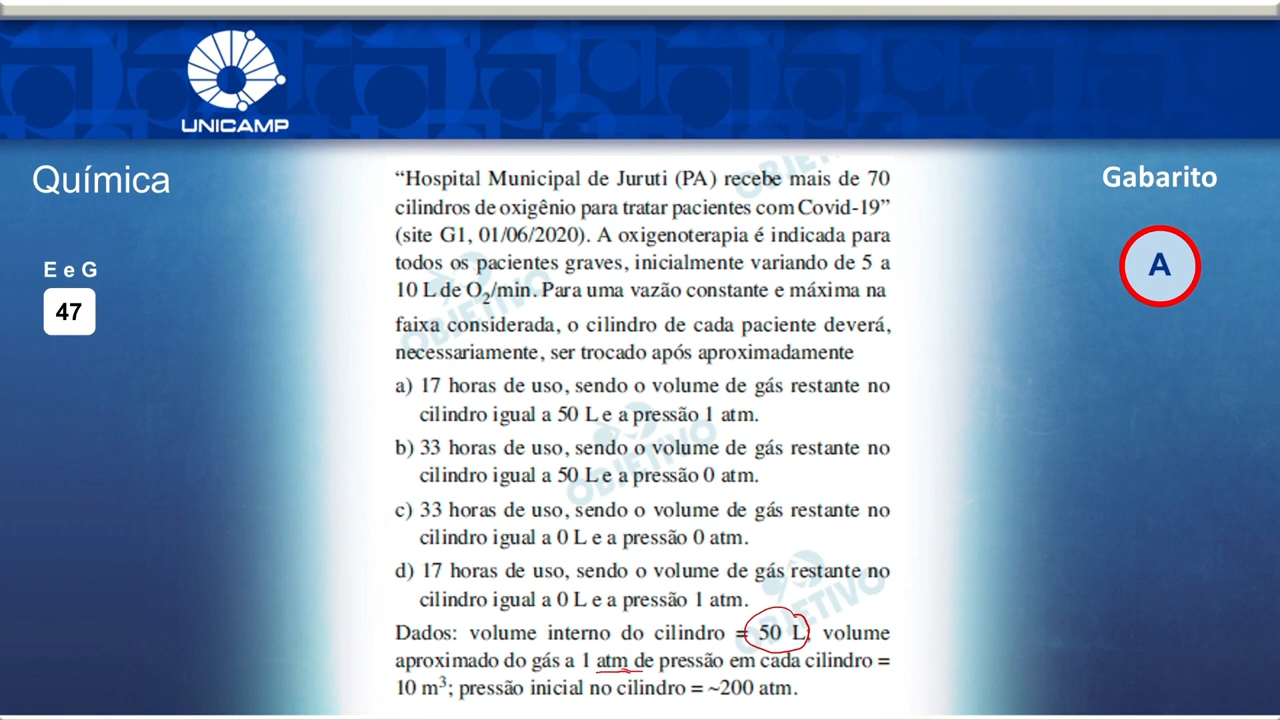 UNICAMP
Química
Gabarito
E e G
47
A
“Hospital Municipal de Juruti (PA) recebe mais de 70
cilindros de oxigênio para tratar pacientes com Covid-19”
(site G1, 01/06/2020). A oxigenoterapia é indicada para
todos os pacientes graves, inicialmente variando de 5 a
10 L de O₂/min. Para uma vazão constante e máxima na
faixa considerada, o cilindro de cada paciente deverá,
necessariamente, ser trocado após aproximadamente
a) 17 horas de uso, sendo o volume de gás restante no
cilindro igual a 50 L e a pressão 1 atm.
b) 33 horas de uso, sendo o volume de gás restante no
cilindro igual a 50 L e a pressão 0 atm.
c) 33 horas de uso, sendo o volume de gás restante no
cilindro igual a 0 L e a pressão 0 atm.
d) 17 horas de uso, sendo o volume de gás restante no
cilindro igual a 0 L e a pressão 1 atm.
Dados: volume interno do cilindro = 50 L, volume
aproximado do gás a 1 atm de pressão em cada cilindro =
10 m³; pressão inicial no cilindro = ~200 atm.
OBJETIVO
OBJETIVO
OBJETIVO
OBJETIVO